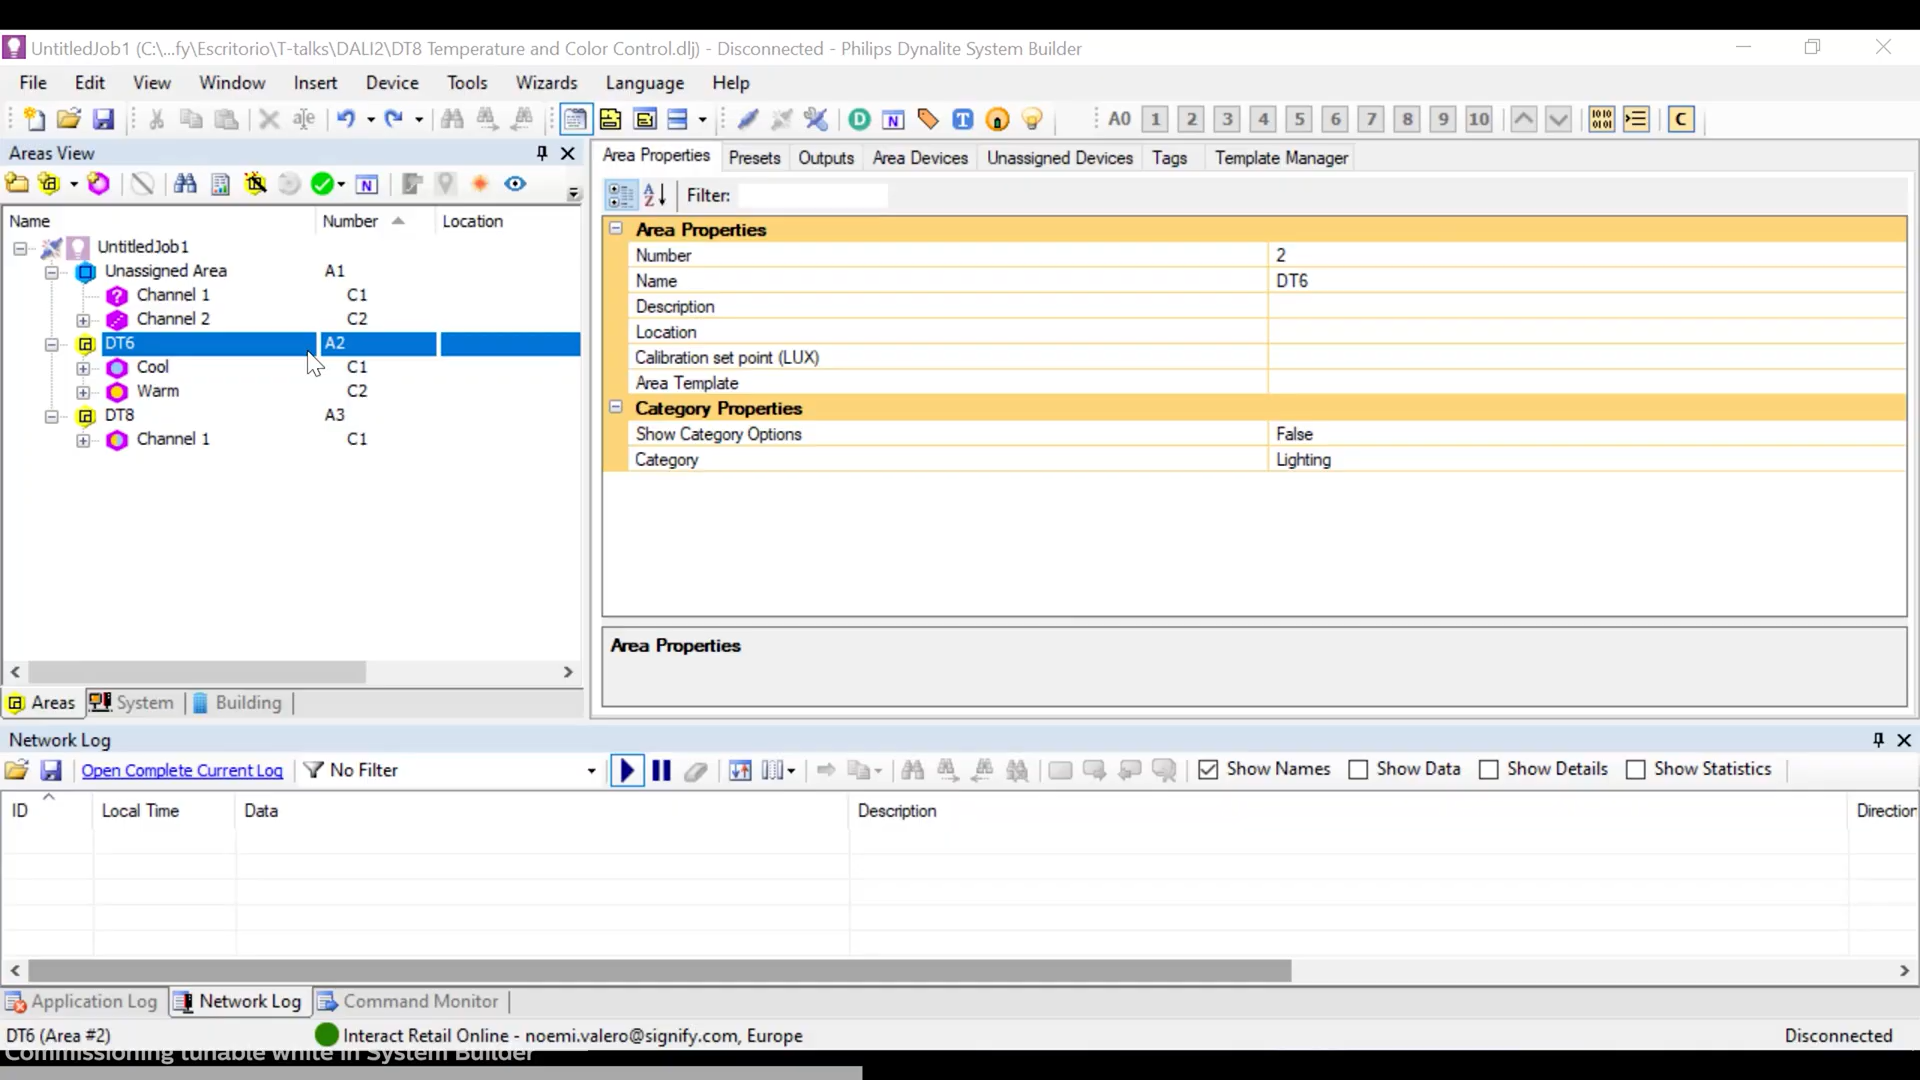 UntitledJob1 (C:\...fy\Escritorio\T-talks\DALI2\DT8 Temperature and Color Control.dlj) - Disconnected - Philips Dynalite System Builder
File Edit View Window Insert Device Tools Wizards Language Help
A0 1 2 3 4 5 6 7 8 9 10 C
Areas View
Area Properties Presets Outputs Area Devices Unassigned Devices Tags Template Manager
Filter:
Name Number Location
UntitledJob1
Unassigned Area A1
Channel 1 C1
Channel 2 C2
DT6 A2
Cool C1
Warm C2
DT8 A3
Channel 1 C1
Area Properties
Number 2
Name DT6
Description
Location
Calibration set point (LUX)
Area Template
Category Properties
Show Category Options False
Category Lighting
Area Properties
Areas System Building
Network Log
Open Complete Current Log No Filter Show Names Show Data Show Details Show Statistics
ID Local Time Data Description Direction
Application Log Network Log Command Monitor
DT6 (Area #2) Interact Retail Online - noemi.valero@signify.com, Europe Disconnected
Commissioning tunable white in System Builder